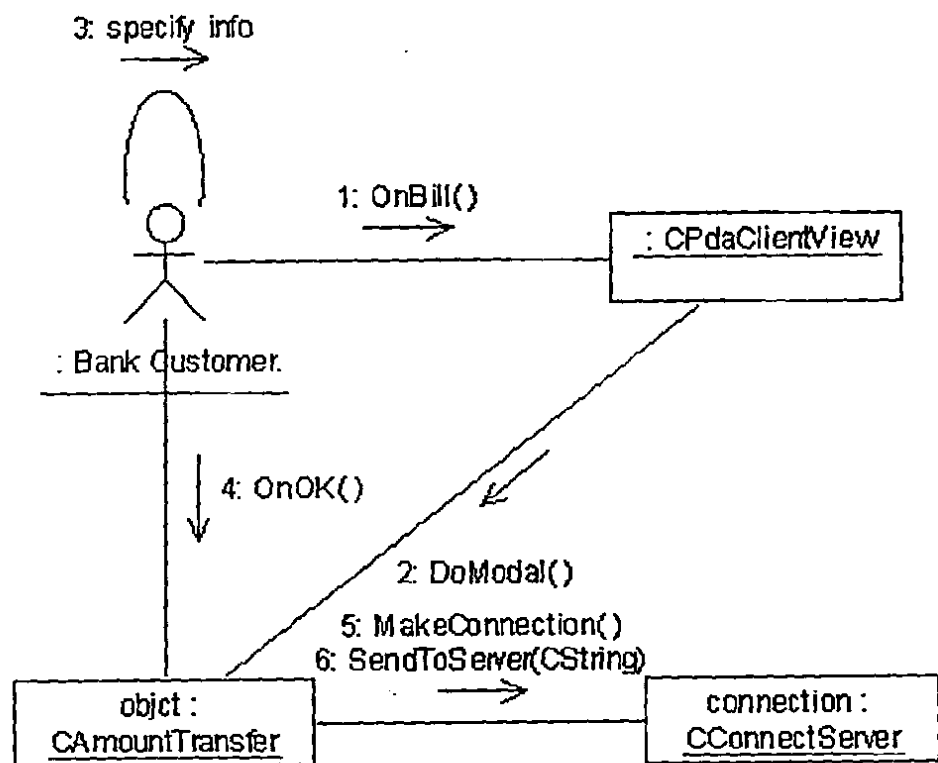 3: specify info
1: OnBill()
: CPdaClientView
: Bank Customer.
4: OnOK()
2: DoModal()
5: MakeConnection()
6: SendToServer(CString)
objct :
CAmountTransfer
connection :
CConnectServer